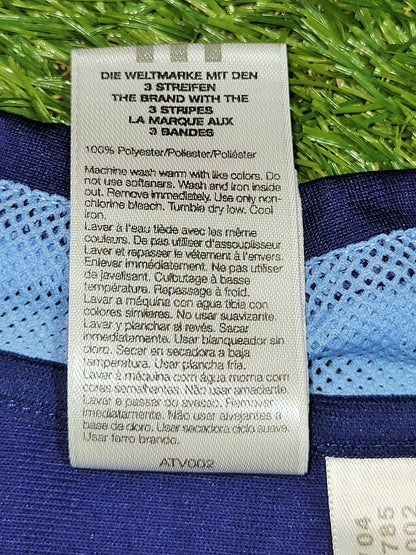 DIE WELTMARKE MIT DEN
3 STREIFEN
THE BRAND WITH THE
3 STRIPES
LA MARQUE AUX
3 BANDES
100% Polyester/Poliester/Poliéster
Machine wash warm with like colors. Do
not use softeners. Wash and iron inside
out. Remove immediately. Use only non-
chlorine bleach. Tumble dry low. Cool
iron.
Laver à l'eau tiède avec les même
couleurs. De pas utiliser d'assouplisseur
Laver et repasser le vêtement à l'envers.
Enlever immédiatement. Ne pas utiliser
de javelisant. Culbutage à basse
température. Repassage à froid.
Lavar a máquina con agua tibia con
colores similares. No usar suavizante.
Lavar y planchar al revés. Sacar
inmediatamente. Usar blanqueador sin
cloro. Secar en secadora a baja
temperatura. Usar plancha fría.
Lavar à máquina com água morna com
cores semelhantes. Não usar amaciante.
Lavar e passar do avesso. Remover
imediatamente. Não usar alvejantes a
base de cloro. Usar secadora ciclo suave.
Usar ferro brando.
ATV002
04
785